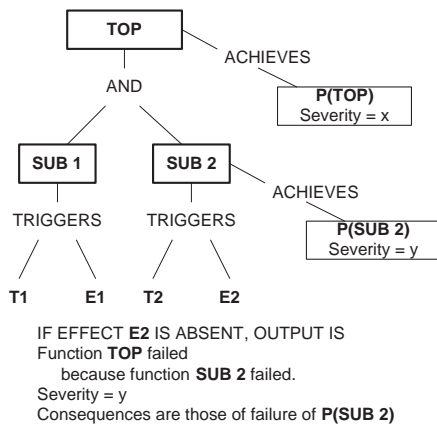 TOP
ACHIEVES
P(TOP)
Severity = x
AND
SUB 1
SUB 2
ACHIEVES
P(SUB 2)
Severity = y
TRIGGERS
TRIGGERS
T1
E1
T2
E2
IF EFFECT E2 IS ABSENT, OUTPUT IS
Function TOP failed
because function SUB 2 failed.
Severity = y
Consequences are those of failure of P(SUB 2)